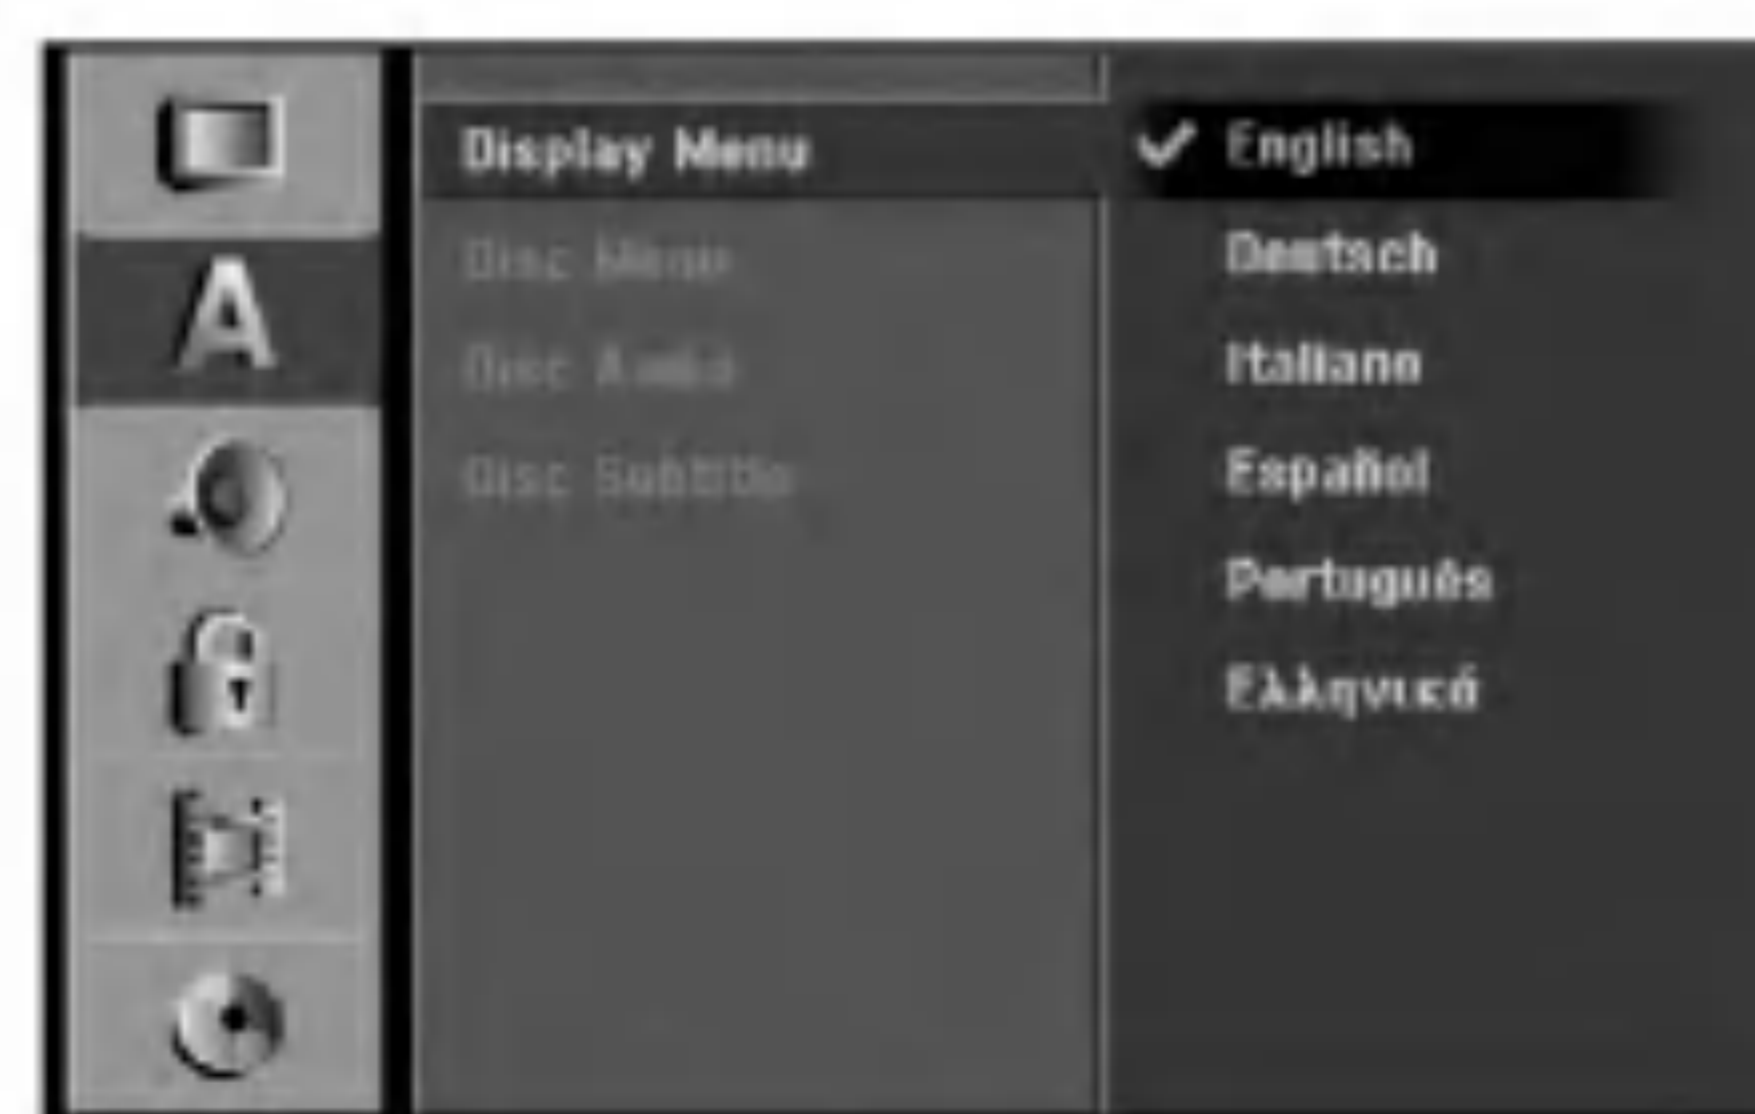 Display Menu
Disc Menu
Disc Audio
Disc Subtitle
A
✓ English
Deutsch
Italiano
Español
Português
Ελληνικά